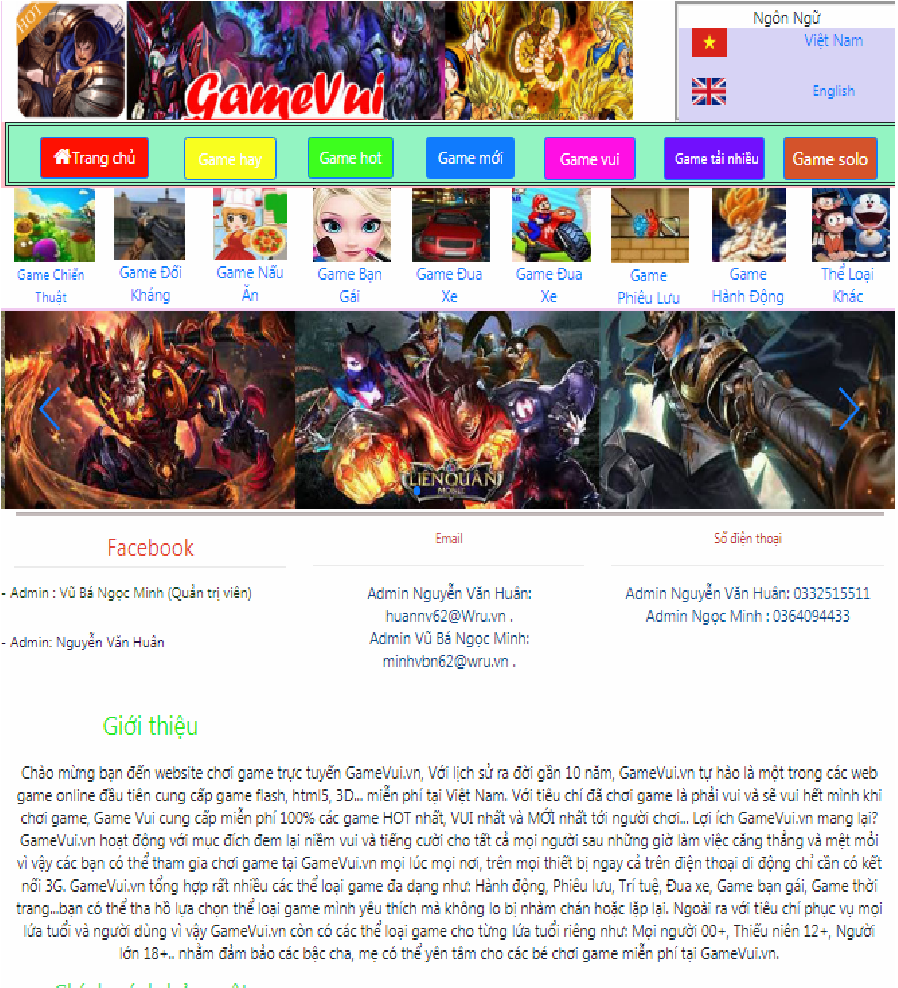 HOT
GameVui
Ngôn Ngữ
Việt Nam
English
Trang chủ
Game hay
Game hot
Game mới
Game vui
Game tải nhiều
Game solo
Game Chiến
Thuật
Game Đối
Kháng
Game Nấu
Ăn
Game Bạn
Gái
Game Đua
Xe
Game Đua
Xe
Game
Phiêu Lưu
Game
Hành Động
Thể Loại
Khác
LIÊN QUÂN
MOBILE
Facebook
- Admin : Vũ Bá Ngọc Minh (Quản trị viên)
- Admin: Nguyễn Văn Huân
Email
Admin Nguyễn Văn Huân:
huannv62@Wru.vn .
Admin Vũ Bá Ngọc Minh:
minhvbn62@wru.vn .
Số điện thoại
Admin Nguyễn Văn Huân: 0332515511
Admin Ngọc Minh : 0364094433
Giới thiệu
Chào mừng bạn đến website chơi game trực tuyến GameVui.vn, Với lịch sử ra đời gần 10 năm, GameVui.vn tự hào là một trong các web
game online đầu tiên cung cấp game flash, html5, 3D... miễn phí tại Việt Nam. Với tiêu chí đã chơi game là phải vui và sẽ vui hết mình khi
chơi game, Game Vui cung cấp miễn phí 100% các game HOT nhất, VUI nhất và MỚI nhất tới người chơi... Lợi ích GameVui.vn mang lại?
GameVui.vn hoạt động với mục đích đem lại niềm vui và tiếng cười cho tất cả mọi người sau những giờ làm việc căng thẳng và mệt mỏi
vì vậy các bạn có thể tham gia chơi game tại GameVui.vn mọi lúc mọi nơi, trên mọi thiết bị ngay cả trên điện thoại di động chỉ cần có kết
nối 3G. GameVui.vn tổng hợp rất nhiều các thể loại game đa dạng như: Hành động, Phiêu lưu, Trí tuệ, Đua xe, Game bạn gái, Game thời
trang...bạn có thể tha hồ lựa chọn thể loại game mình yêu thích mà không lo bị nhàm chán hoặc lặp lại. Ngoài ra với tiêu chí phục vụ mọi
lứa tuổi và người dùng vì vậy GameVui.vn còn có các thể loại game cho từng lứa tuổi riêng như: Mọi người 00+, Thiếu niên 12+, Người
lớn 18+.. nhằm đảm bảo các bậc cha, mẹ có thể yên tâm cho các bé chơi game miễn phí tại GameVui.vn.